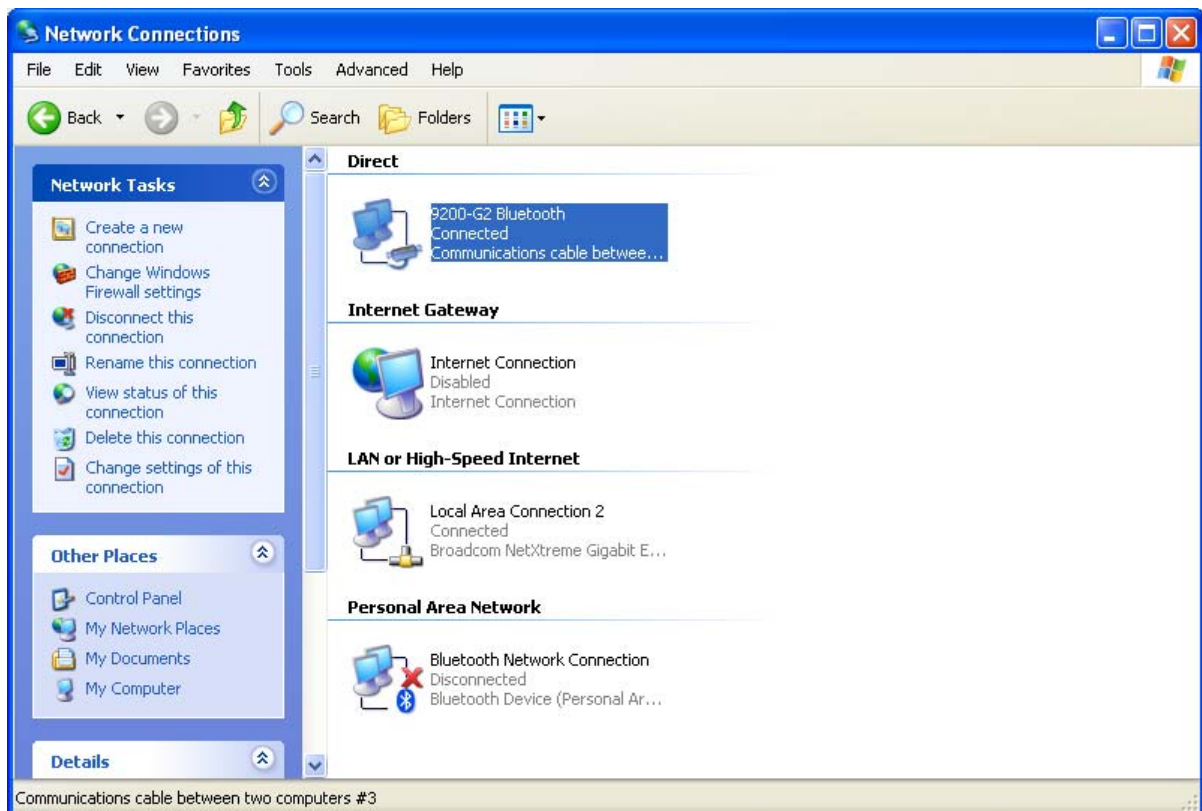 Network Connections
File Edit View Favorites Tools Advanced Help
Back Search Folders
Network Tasks
Create a new
connection
Change Windows
Firewall settings
Disconnect this
connection
Rename this connection
View status of this
connection
Delete this connection
Change settings of this
connection
Other Places
Control Panel
My Network Places
My Documents
My Computer
Details
Direct
9200-G2 Bluetooth
Connected
Communications cable betwee...
Internet Gateway
Internet Connection
Disabled
Internet Connection
LAN or High-Speed Internet
Local Area Connection 2
Connected
Broadcom NetXtreme Gigabit E...
Personal Area Network
Bluetooth Network Connection
Disconnected
Bluetooth Device (Personal Ar...
Communications cable between two computers #3